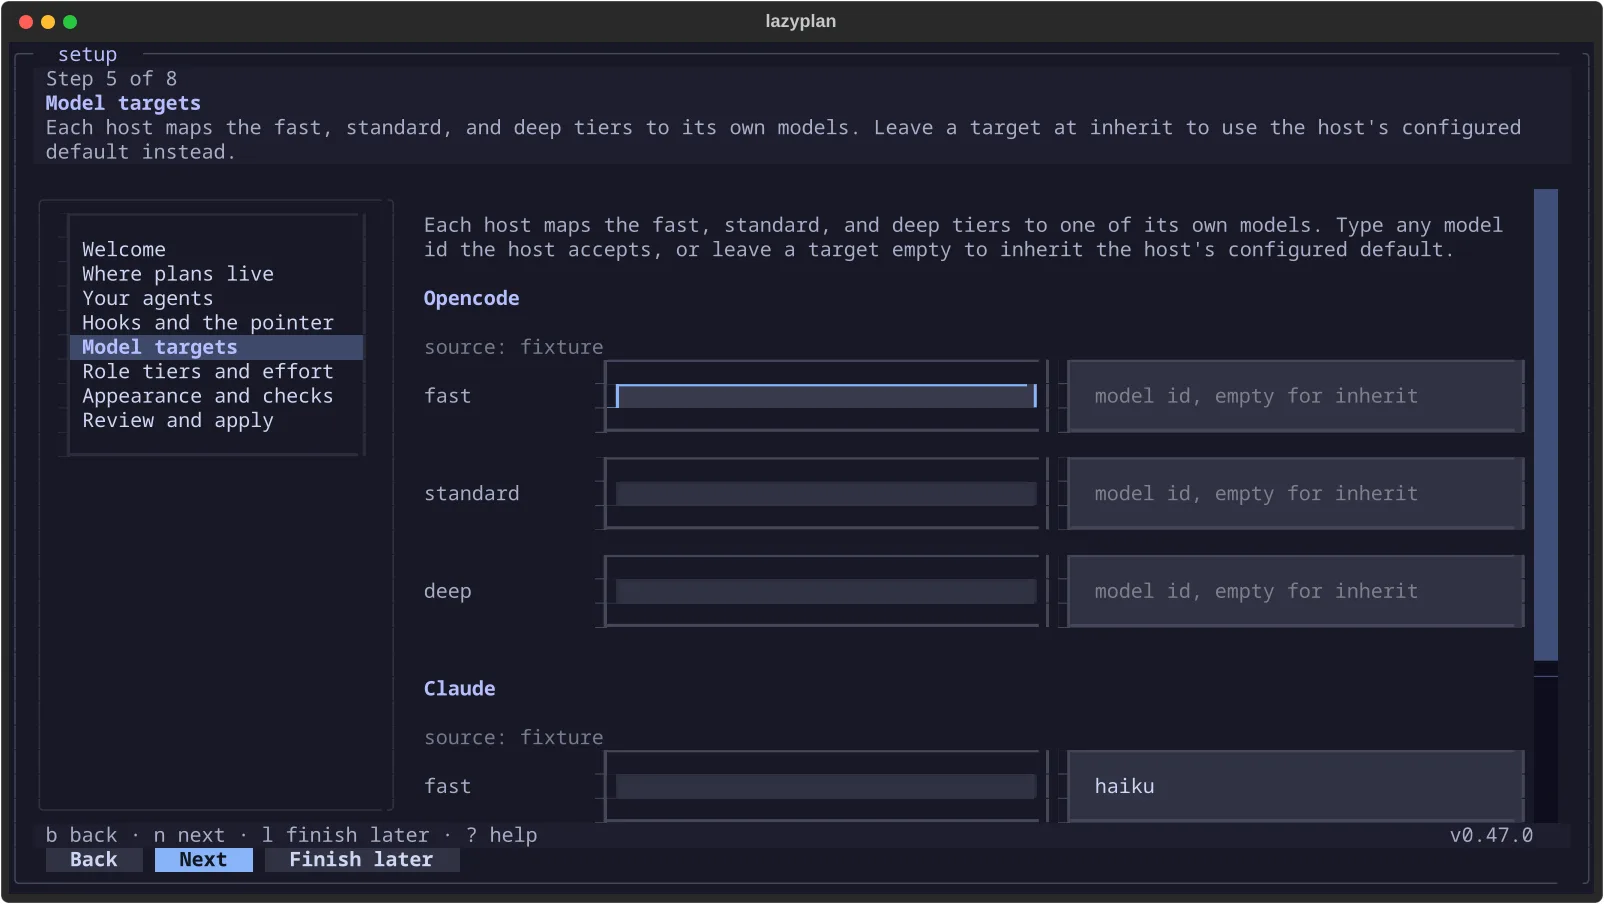 lazyplan
setup
Step 5 of 8
Model targets
Each host maps the fast, standard, and deep tiers to its own models. Leave a target at inherit to use the host's configured
default instead.
Welcome
Where plans live
Your agents
Hooks and the pointer
Model targets
Role tiers and effort
Appearance and checks
Review and apply
Each host maps the fast, standard, and deep tiers to one of its own models. Type any model
id the host accepts, or leave a target empty to inherit the host's configured default.
Opencode
source: fixture
fast model id, empty for inherit
standard model id, empty for inherit
deep model id, empty for inherit
Claude
source: fixture
fast haiku
b back · n next · l finish later · ? help v0.47.0
Back Next Finish later